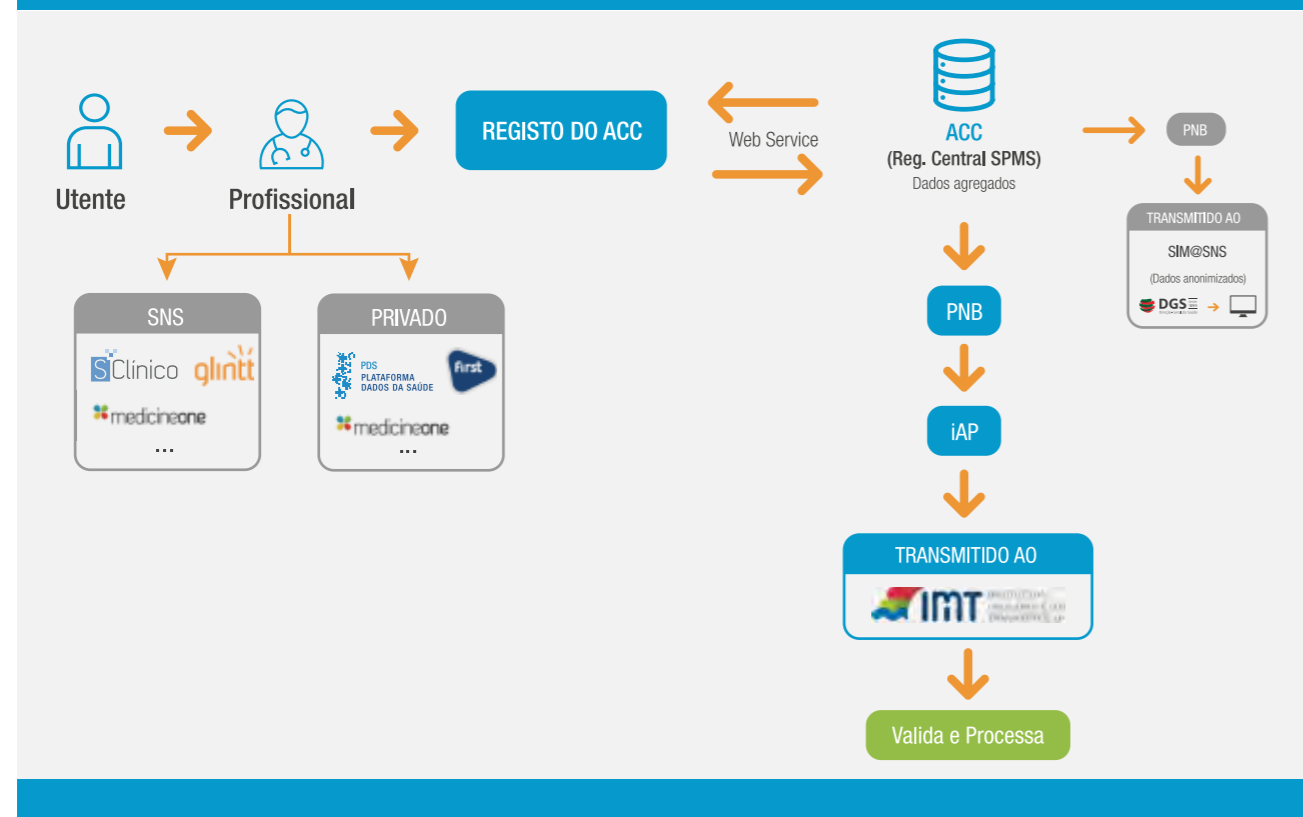 Utente
Profissional
REGISTO DO ACC
Web Service
ACC
(Reg. Central SPMS)
Dados agregados
PNB
TRANSMITIDO AO
SIM@SNS
(Dados anonimizados)
DGS
SNS
SClínico
glintt
medicineone
...
PRIVADO
PDS
PLATAFORMA
DADOS DA SAÚDE
First
medicineone
...
PNB
iAP
TRANSMITIDO AO
IMT
Valida e Processa